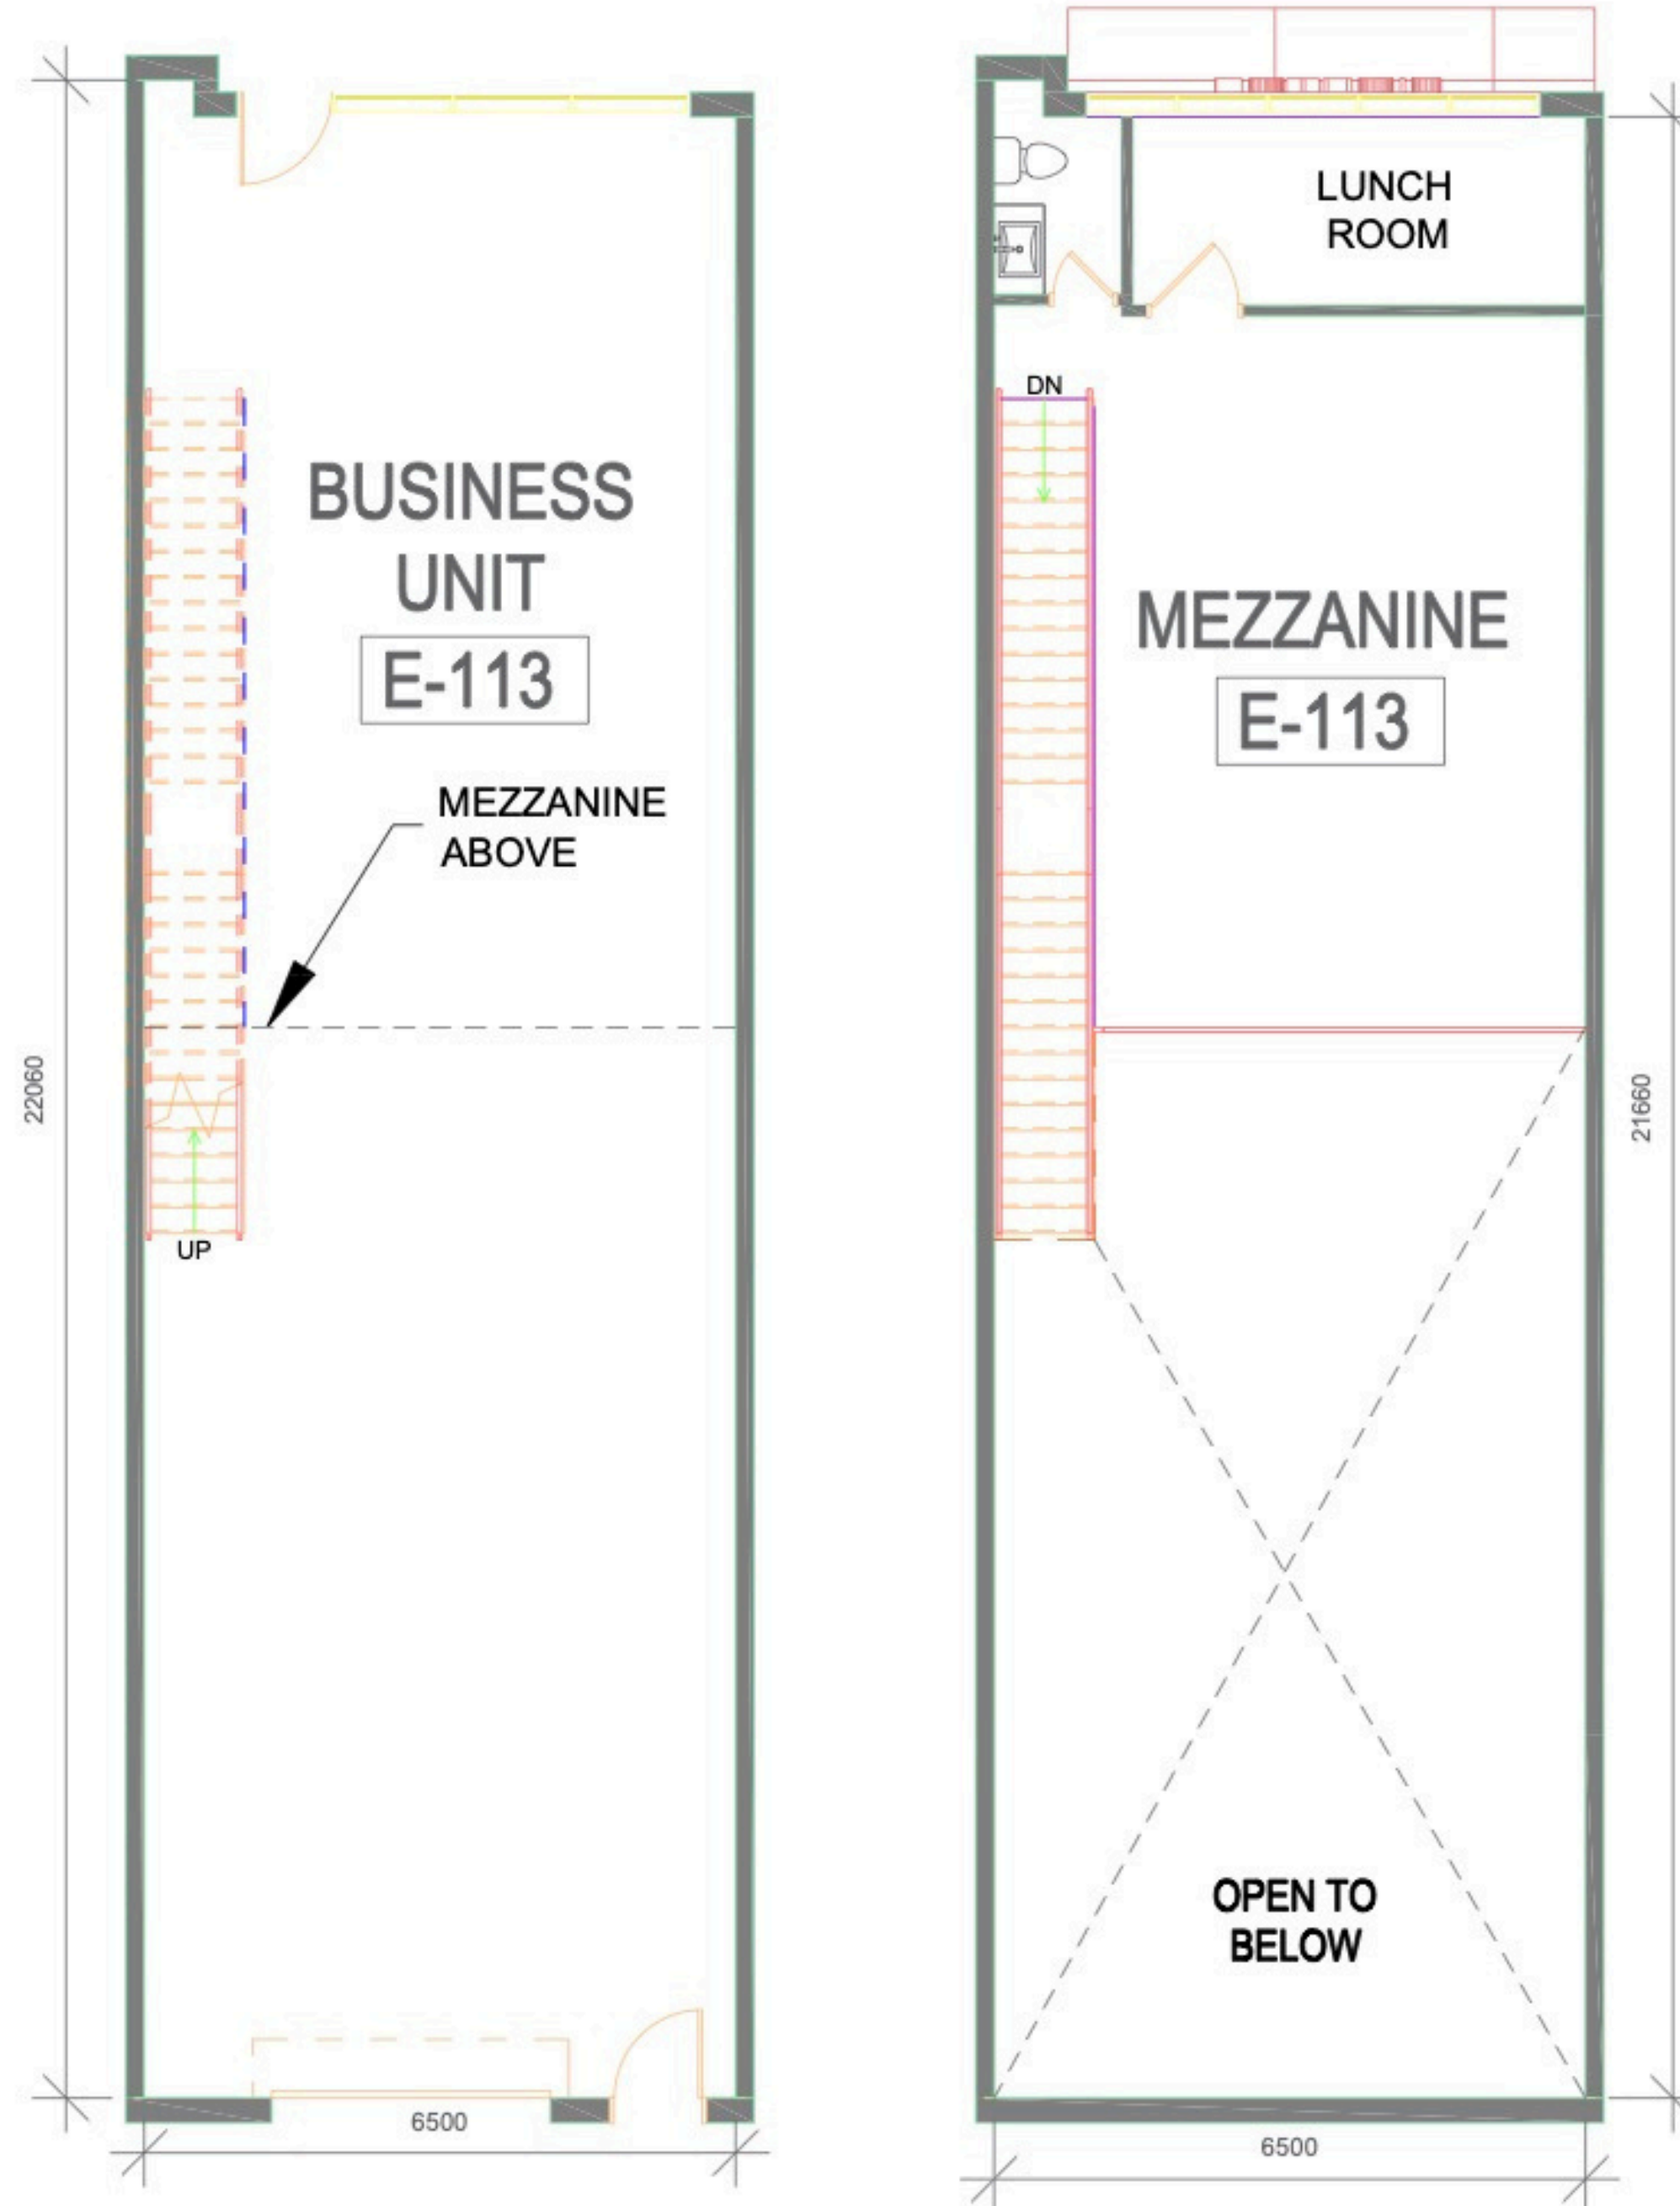 BUSINESS
UNIT
E-113
MEZZANINE
ABOVE
UP
22060
6500
LUNCH
ROOM
DN
MEZZANINE
E-113
21660
OPEN TO
BELOW
6500